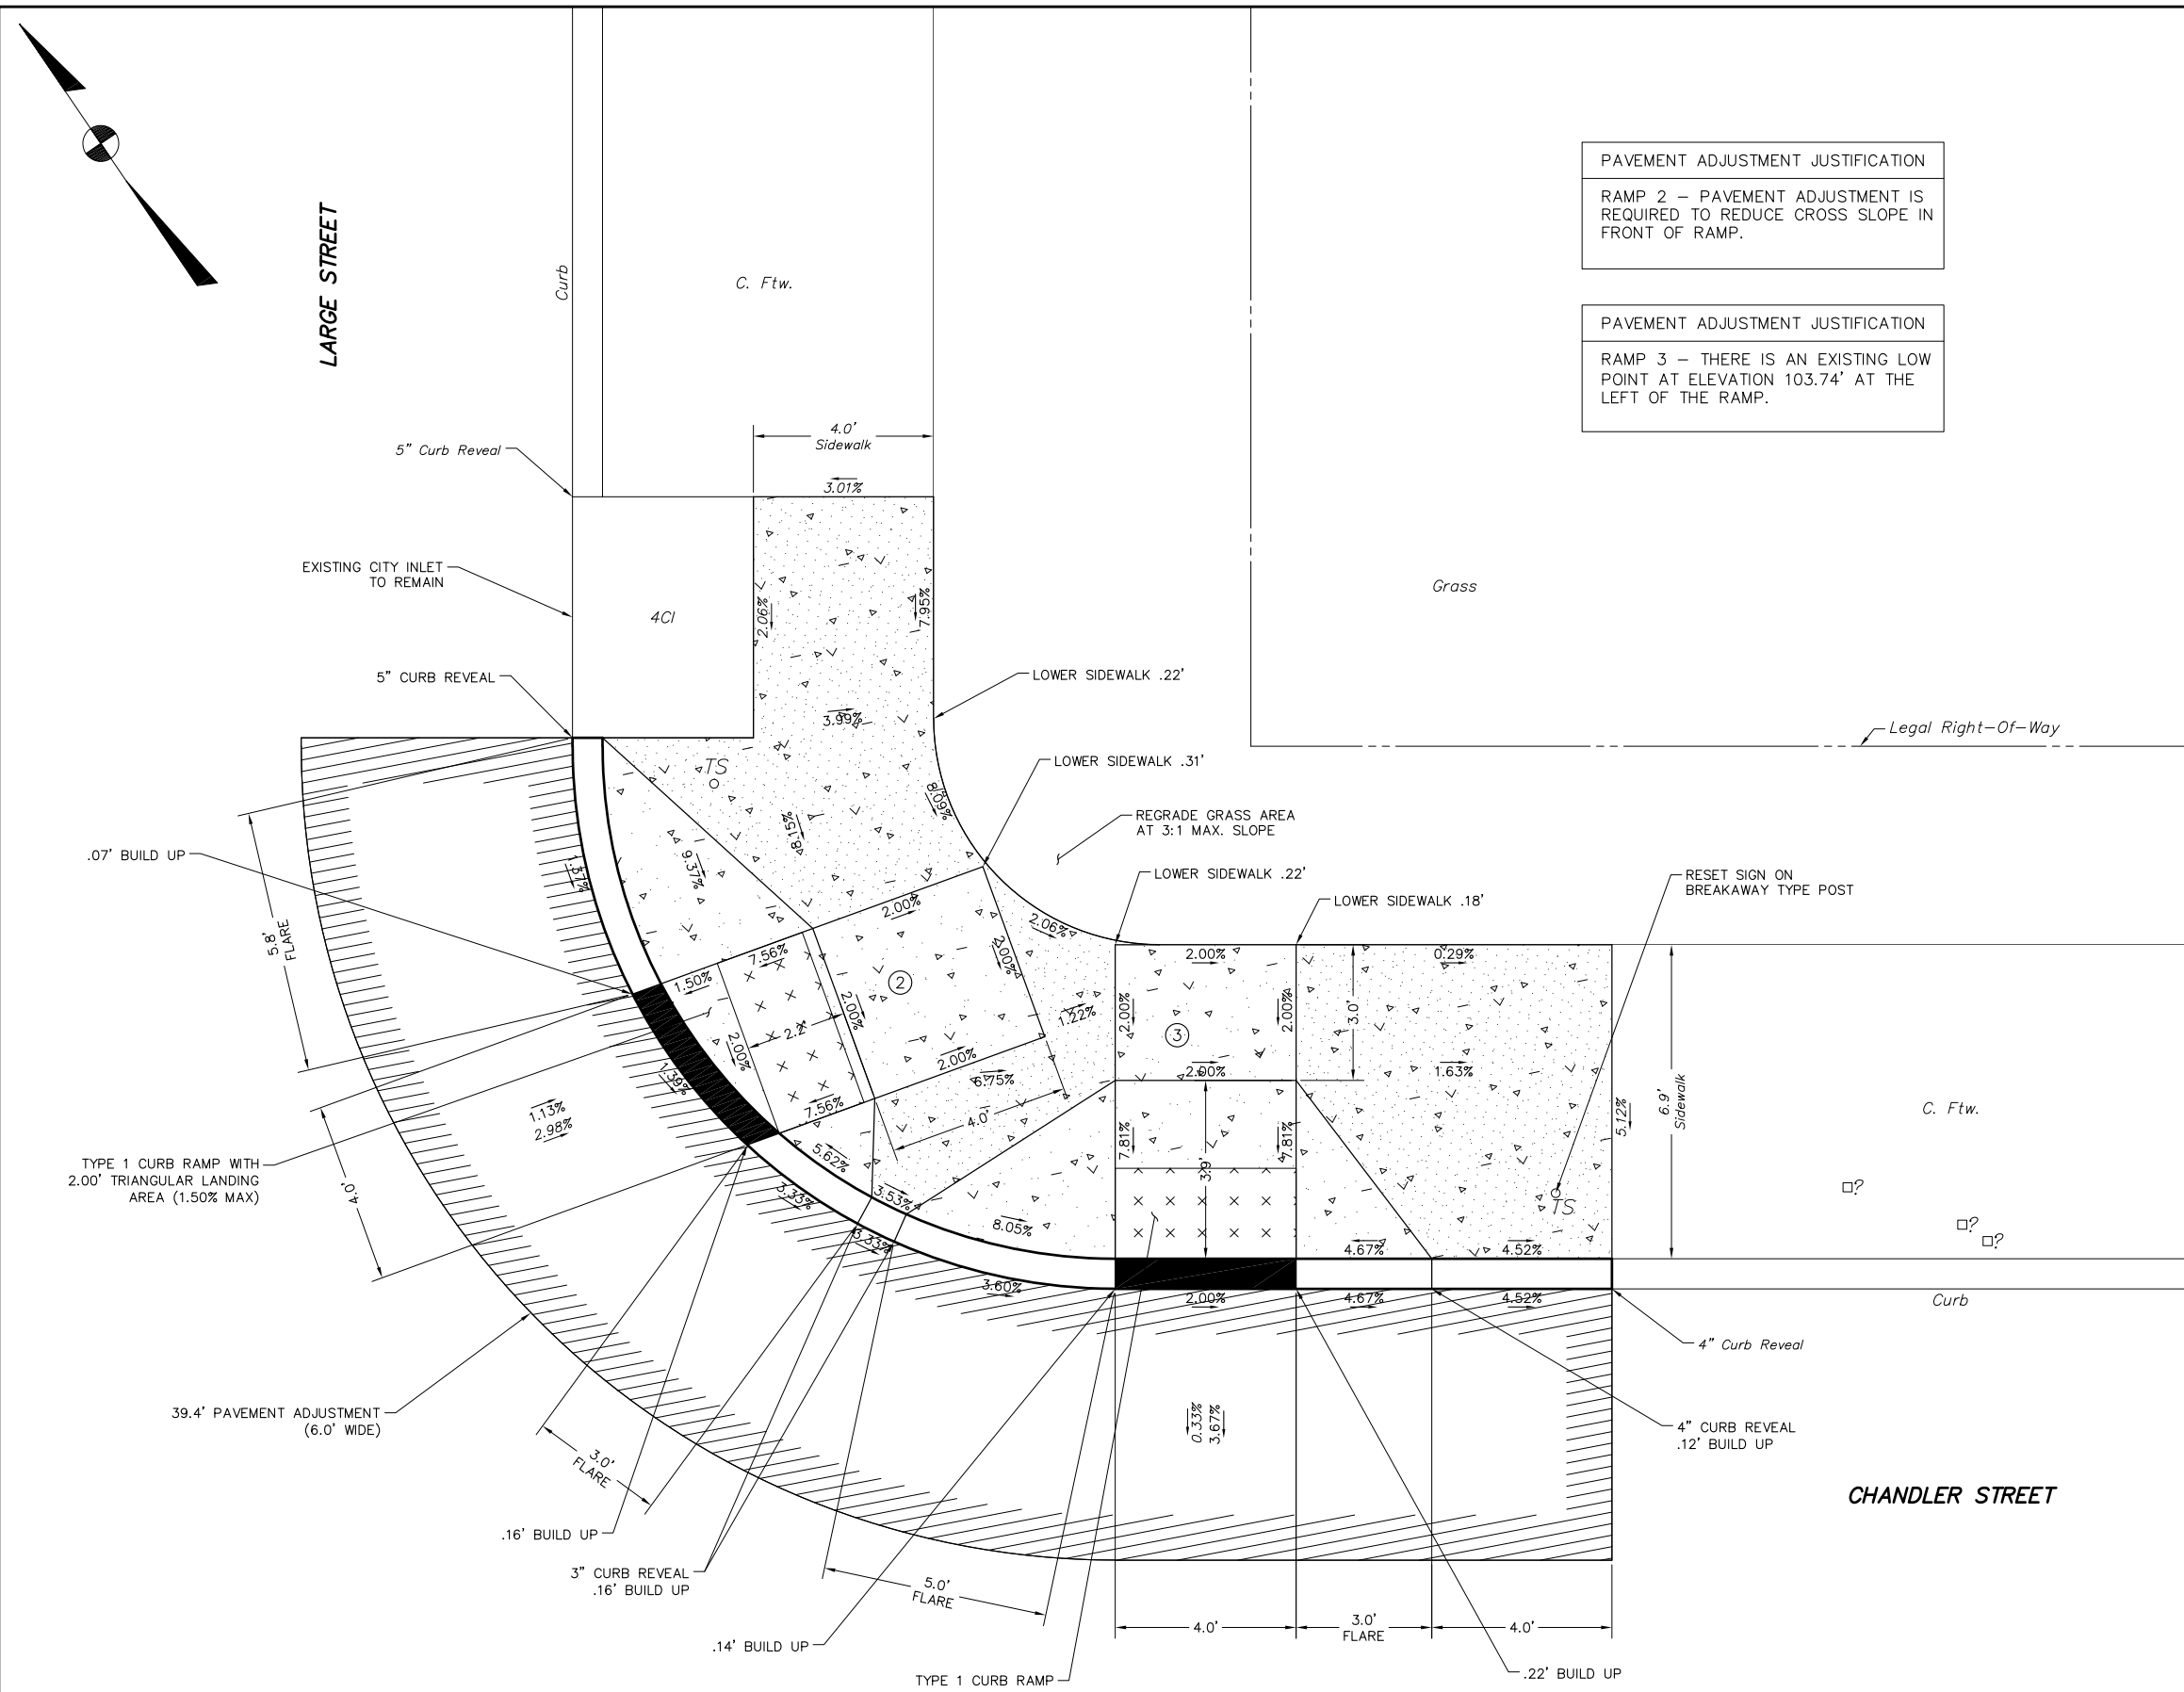 PAVEMENT ADJUSTMENT JUSTIFICATION
RAMP 2 – PAVEMENT ADJUSTMENT IS
REQUIRED TO REDUCE CROSS SLOPE IN
FRONT OF RAMP.
PAVEMENT ADJUSTMENT JUSTIFICATION
RAMP 3 – THERE IS AN EXISTING LOW
POINT AT ELEVATION 103.74' AT THE
LEFT OF THE RAMP.
LARGE STREET
Curb
C. Ftw.
4.0'
Sidewalk
5" Curb Reveal
3.01%
EXISTING CITY INLET
TO REMAIN
4CI
2.06%
7.95%
Grass
5" CURB REVEAL
LOWER SIDEWALK .22'
3.99%
Legal Right-Of-Way
TS
LOWER SIDEWALK .31'
8.09%
REGRADE GRASS AREA
AT 3:1 MAX. SLOPE
8.15%
.07' BUILD UP
1.37%
9.37%
LOWER SIDEWALK .22'
RESET SIGN ON
BREAKAWAY TYPE POST
LOWER SIDEWALK .18'
5.8'
FLARE
2.00%
2.06%
7.56%
2.00%
2.00%
0.29%
1.50%
2
2.00%
2.00%
2.00%
3.0'
1.22%
2.2'
2.00%
3
2.00%
2.00%
1.63%
1.39%
6.75%
7.56%
4.0'
5.12%
6.9'
Sidewalk
C. Ftw.
1.13%
2.98%
7.81%
7.81%
3.9'
5.62%
TYPE 1 CURB RAMP WITH
2.00' TRIANGULAR LANDING
AREA (1.50% MAX)
4.0'
3.33%
3.53%
8.05%
TS
?
?
?
3.33%
4.67%
4.52%
3.60%
2.00%
4.67%
4.52%
Curb
4" Curb Reveal
39.4' PAVEMENT ADJUSTMENT
(6.0' WIDE)
0.33%
3.67%
4" CURB REVEAL
.12' BUILD UP
3.0'
FLARE
CHANDLER STREET
.16' BUILD UP
3" CURB REVEAL
.16' BUILD UP
5.0'
FLARE
4.0'
3.0'
FLARE
4.0'
.14' BUILD UP
TYPE 1 CURB RAMP
.22' BUILD UP